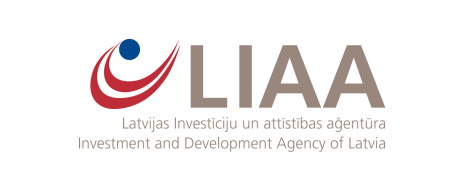 LIAA
Latvijas Investīciju un attīstības aģentūra
Investment and Development Agency of Latvia